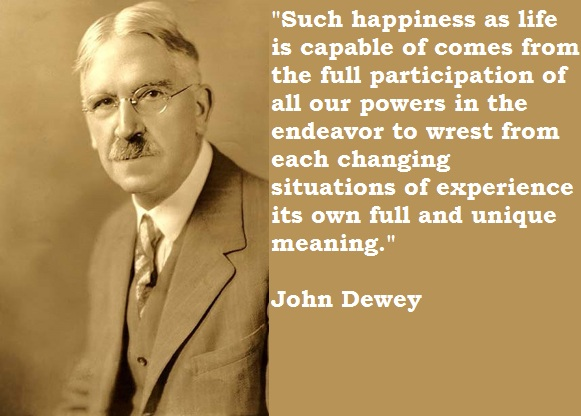 "Such happiness as life
is capable of comes from
the full participation of
all our powers in the
endeavor to wrest from
each changing
situations of experience
its own full and unique
meaning."
John Dewey